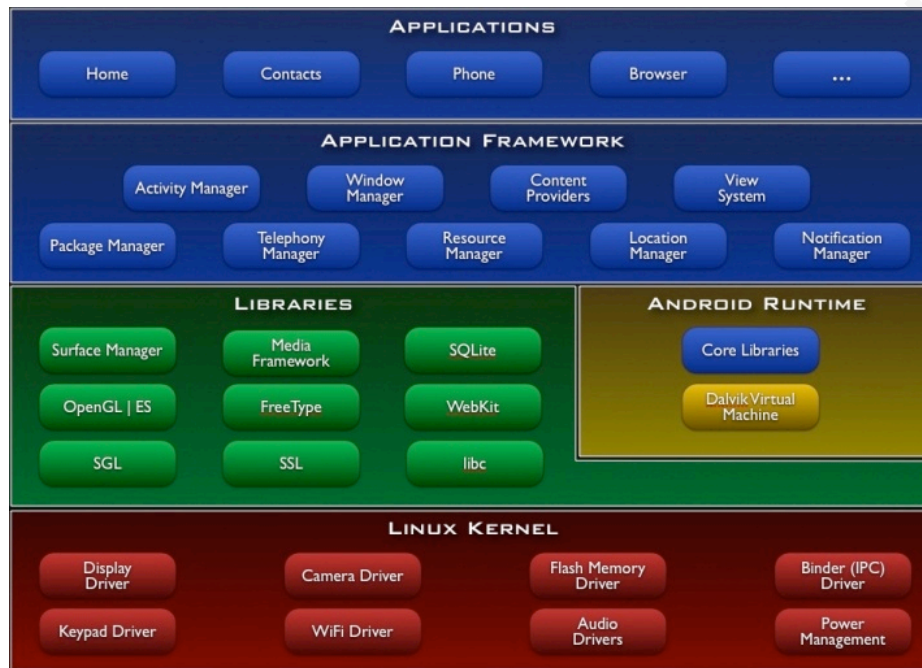 APPLICATIONS
Home
Contacts
Phone
Browser
...
APPLICATION FRAMEWORK
Activity Manager
Window
Manager
Content
Providers
View
System
Package Manager
Telephony
Manager
Resource
Manager
Location
Manager
Notification
Manager
LIBRARIES
Surface Manager
Media
Framework
SQLite
OpenGL | ES
FreeType
WebKit
SGL
SSL
libc
ANDROID RUNTIME
Core Libraries
Dalvik Virtual
Machine
LINUX KERNEL
Display
Driver
Camera Driver
Flash Memory
Driver
Binder (IPC)
Driver
Keypad Driver
WiFi Driver
Audio
Drivers
Power
Management